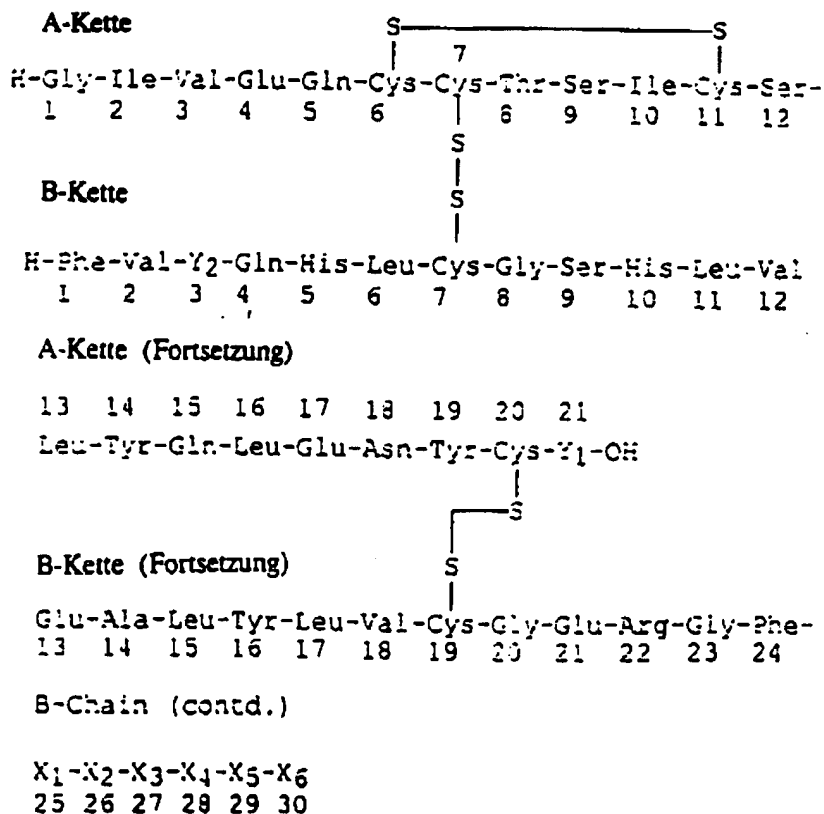 A-Kette
S S
7
H-Gly-Ile-Val-Glu-Gln-Cys-Cys-Thr-Ser-Ile-Cys-Ser-
1 2 3 4 5 6 8 9 10 11 12
S
S
B-Kette
H-Phe-Val-Y2-Gln-His-Leu-Cys-Gly-Ser-His-Leu-Val
1 2 3 4 5 6 7 8 9 10 11 12
A-Kette (Fortsetzung)
13 14 15 16 17 18 19 20 21
Leu-Tyr-Gln-Leu-Glu-Asn-Tyr-Cys-Y1-OH
S
S
B-Kette (Fortsetzung)
Glu-Ala-Leu-Tyr-Leu-Val-Cys-Gly-Glu-Arg-Gly-Phe-
13 14 15 16 17 18 19 20 21 22 23 24
B-Chain (contd.)
X1-X2-X3-X4-X5-X6
25 26 27 28 29 30